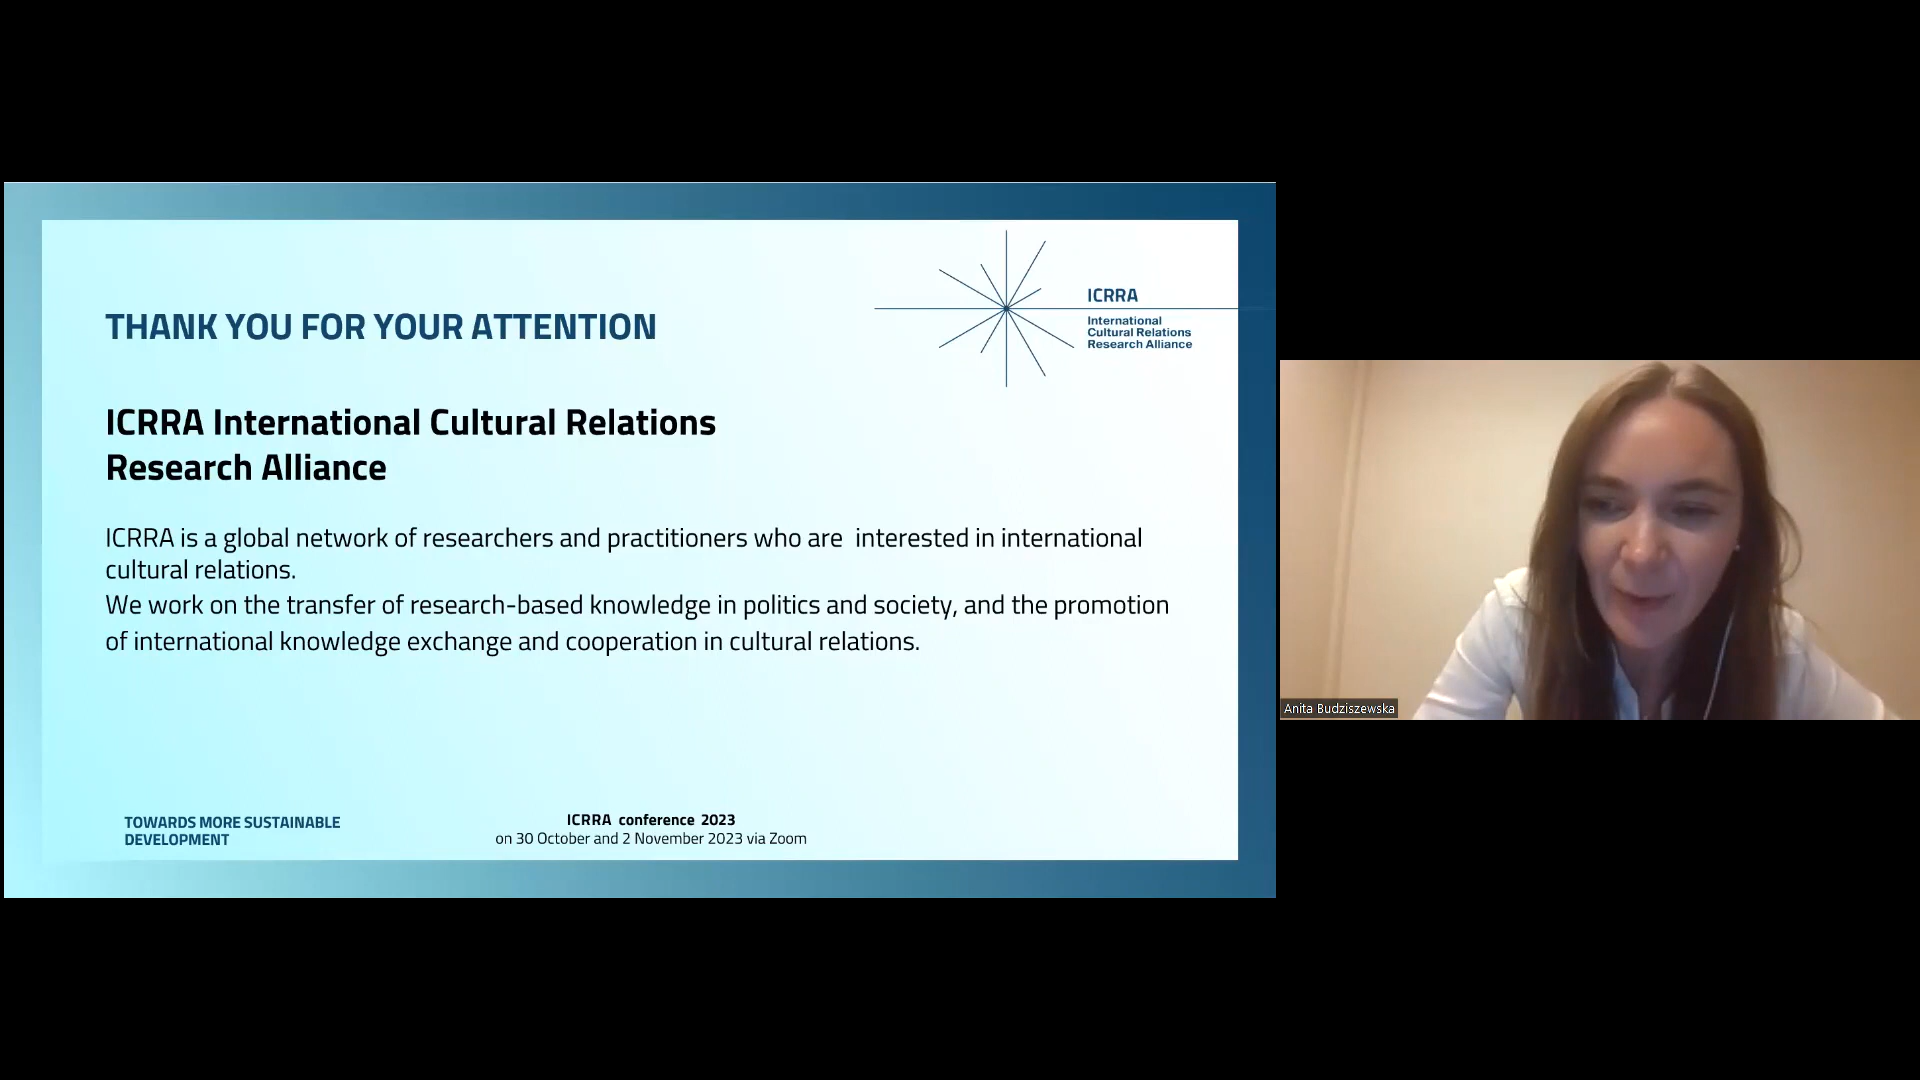 THANK YOU FOR YOUR ATTENTION
ICRRA
International
Cultural Relations
Research Alliance
ICRRA International Cultural Relations
Research Alliance
ICRRA is a global network of researchers and practitioners who are  interested in international
cultural relations.
We work on the transfer of research-based knowledge in politics and society, and the promotion
of international knowledge exchange and cooperation in cultural relations.
TOWARDS MORE SUSTAINABLE
DEVELOPMENT
ICRRA conference 2023
on 30 October and 2 November 2023 via Zoom
Anita Budziszewska